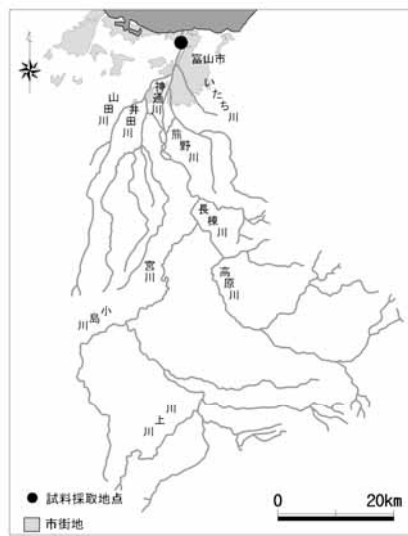 富山市
いたち川
神通川
山田川
井田川
熊野川
長棟川
宮川
高原川
小島川
川上川
試料採取地点
市街地
0 20km